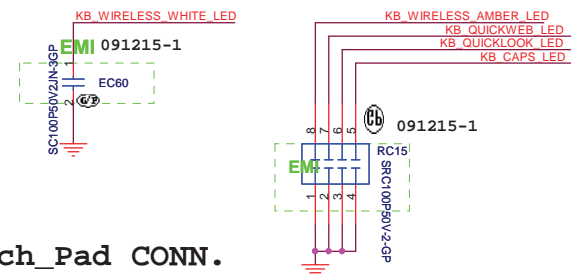 KB_WIRELESS_WHITE_LED
EMI 091215-1
SC100P50V2JN-3GP
1
EC60
2
G/P
KB_WIRELESS_AMBER_LED
KB_QUICKWEB_LED
KB_QUICKLOOK_LED
KB_CAPS_LED
8 7 6 5
091215-1
RC15
EMI
SRC100P50V-2-GP
1 2 3 4
ch_Pad CONN.